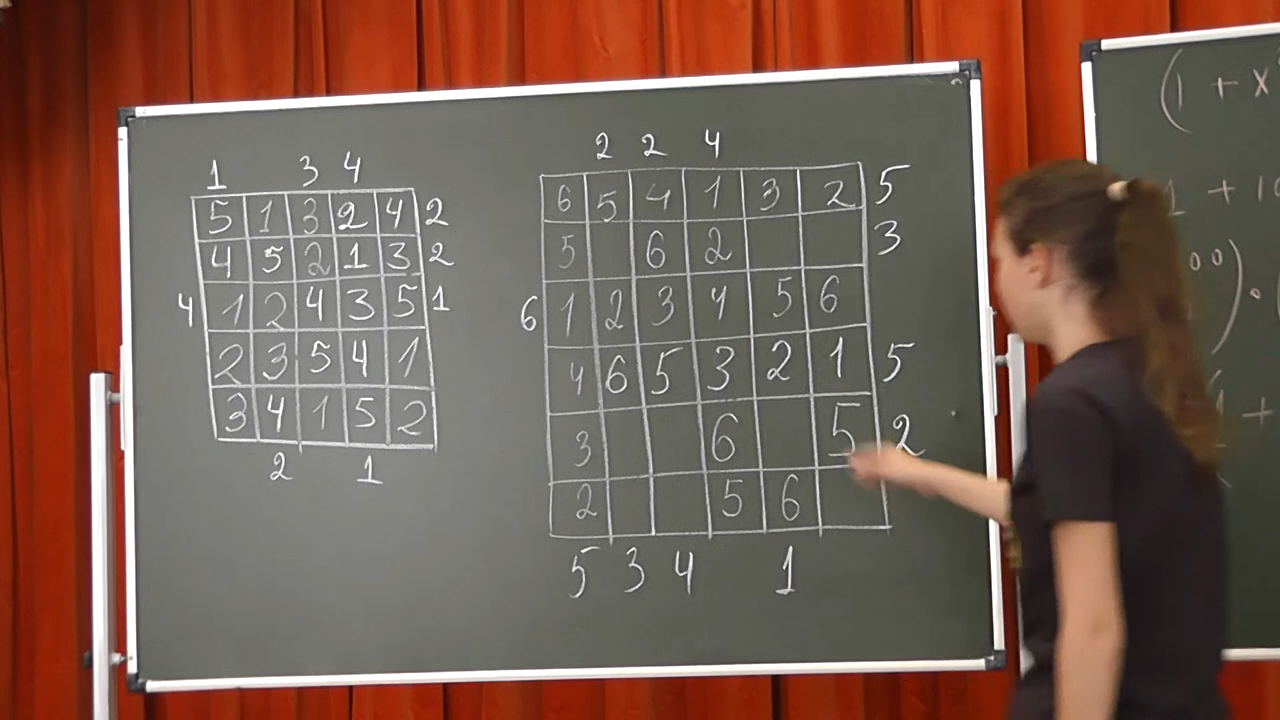 1 3 4
5 1 3 2 4 2
4 5 2 1 3 2
4 1 2 4 3 5 1
2 3 5 4 1
3 4 1 5 2
2 1
2 2 4
6 5 4 1 3 2 5
5 6 2 3
6 1 2 3 4 5 6
4 6 5 3 2 1 5
3 6 5 2
2 5 6
5 3 4 1
(1 + x